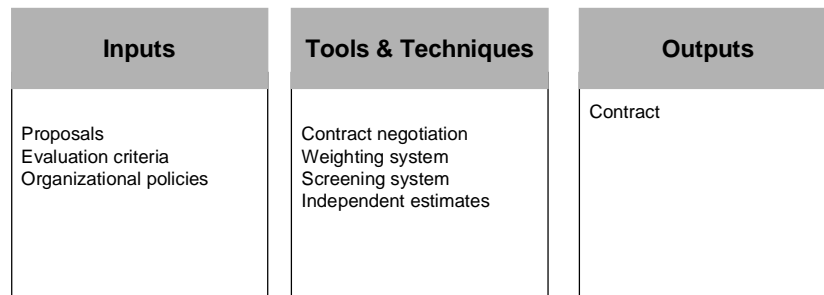 Inputs
Proposals
Evaluation criteria
Organizational policies
Tools & Techniques
Contract negotiation
Weighting system
Screening system
Independent estimates
Outputs
Contract